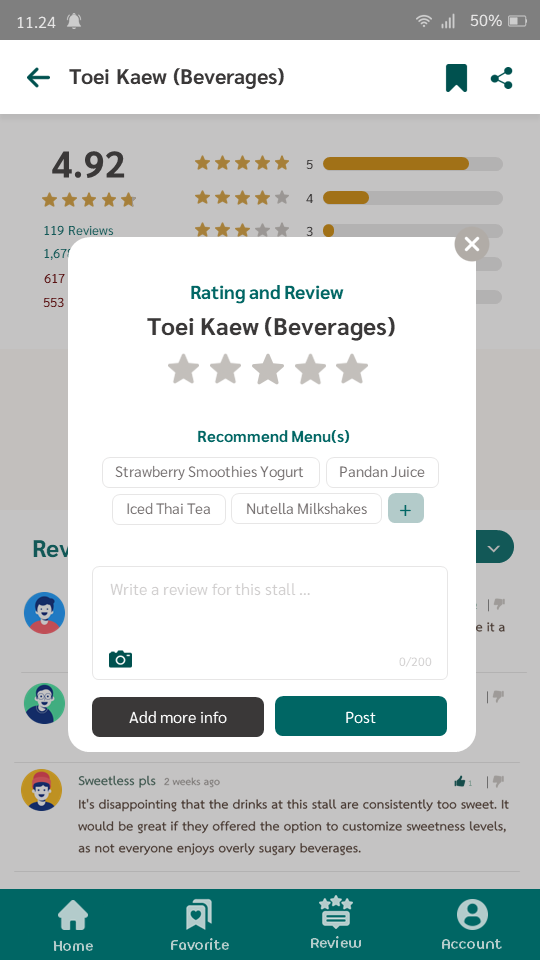 11.24
50%
Toei Kaew (Beverages)
4.92
5
4
3
119 Reviews
1,67
617
553
Rating and Review
Toei Kaew (Beverages)
Recommend Menu(s)
Strawberry Smoothies Yogurt
Pandan Juice
Iced Thai Tea
Nutella Milkshakes
+
Rev
Write a review for this stall ...
e it a
0/200
Add more info
Post
Sweetless pls 2 weeks ago
1
It's disappointing that the drinks at this stall are consistently too sweet. It
would be great if they offered the option to customize sweetness levels,
as not everyone enjoys overly sugary beverages.
Home
Favorite
Review
Account